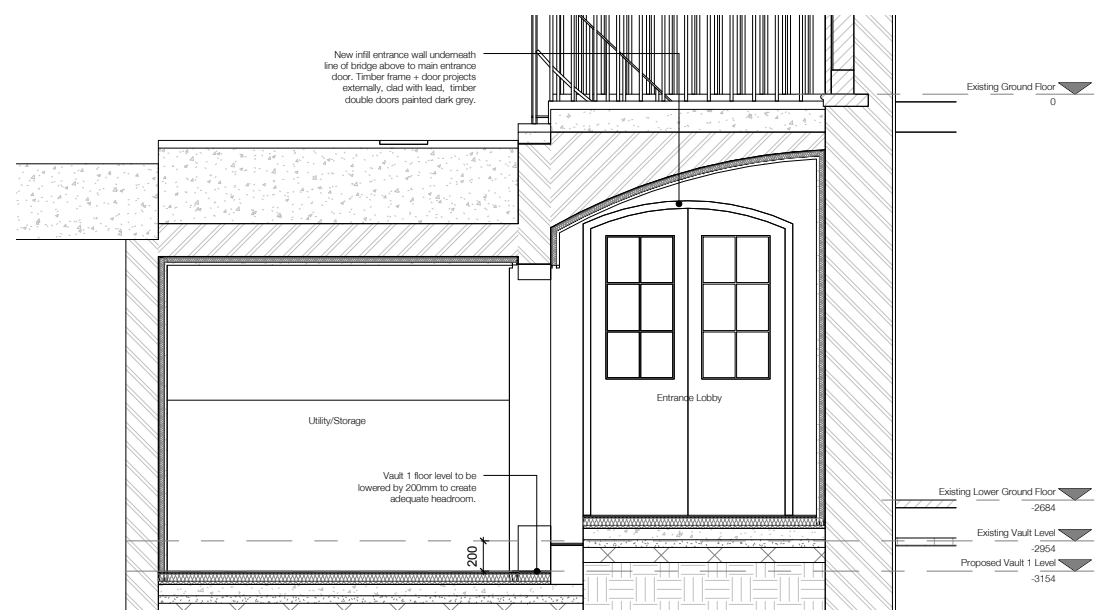 New infill entrance wall underneath
line of bridge above to main entrance
door. Timber frame + door projects
externally, clad with lead, timber
double doors painted dark grey.
Existing Ground Floor
0
Entrance Lobby
Utility/Storage
Vault 1 floor level to be
lowered by 200mm to create
adequate headroom.
200
Existing Lower Ground Floor
-2684
Existing Vault Level
-2954
Proposed Vault 1 Level
-3154